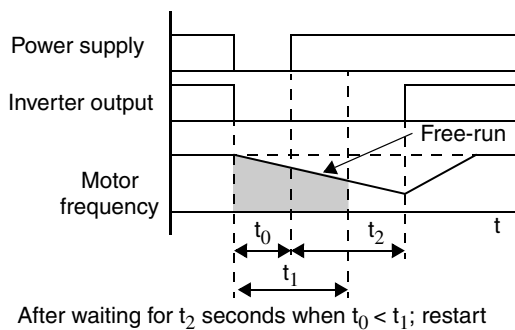 Power supply
Inverter output
Free-run
Motor
frequency
t
t0
t2
t1
After waiting for t2 seconds when t0 < t1; restart